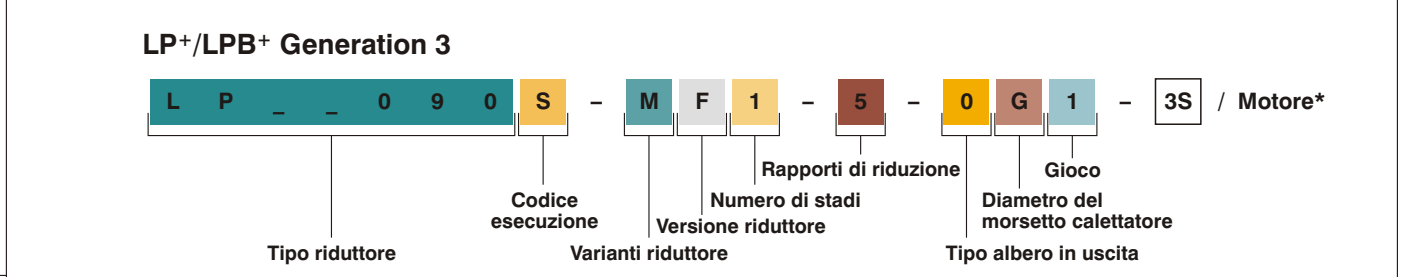 LP+/LPB+ Generation 3
L P _ _ 0 9 0 S – M F 1 – 5 – 0 G 1 – 3S / Motore*
Rapporti di riduzione
Gioco
Codice
esecuzione
Numero di stadi
Diametro del
morsetto calettatore
Versione riduttore
Tipo riduttore
Varianti riduttore
Tipo albero in uscita